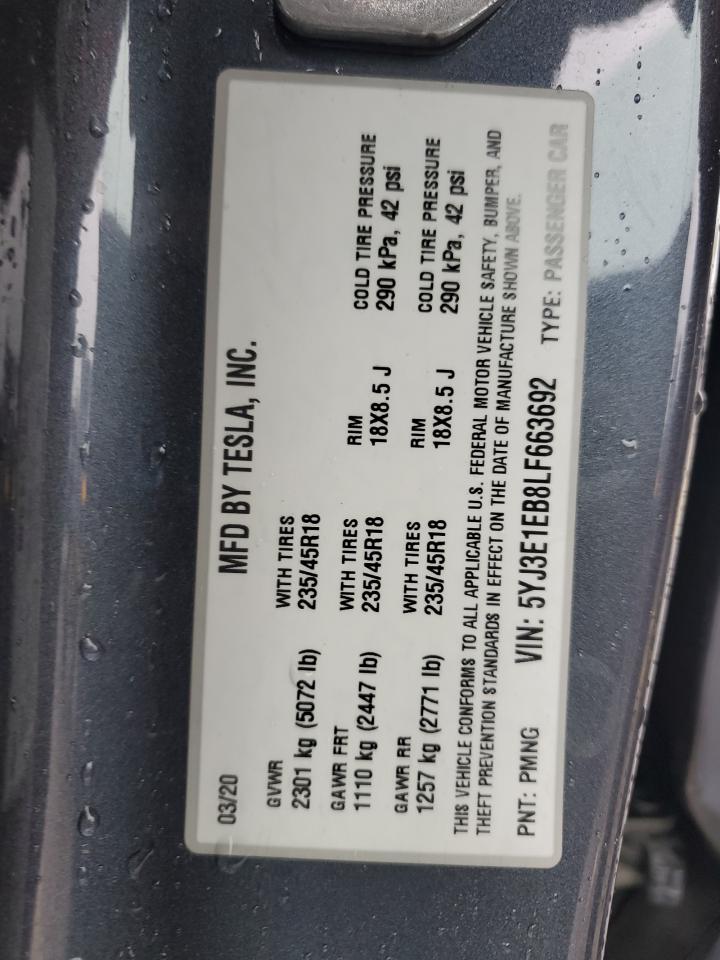 03/20
MFD BY TESLA, INC.
GVWR
2301 kg (5072 lb)
WITH TIRES
235/45R18
GAWR FRT
1110 kg (2447 lb)
WITH TIRES
235/45R18
RIM
18X8.5 J
COLD TIRE PRESSURE
290 kPa, 42 psi
GAWR RR
1257 kg (2771 lb)
WITH TIRES
235/45R18
RIM
18X8.5 J
COLD TIRE PRESSURE
290 kPa, 42 psi
THIS VEHICLE CONFORMS TO ALL APPLICABLE U.S. FEDERAL MOTOR VEHICLE SAFETY, BUMPER, AND
THEFT PREVENTION STANDARDS IN EFFECT ON THE DATE OF MANUFACTURE SHOWN ABOVE.
PNT: PMNG VIN: 5YJ3E1EB8LF663692 TYPE: PASSENGER CAR